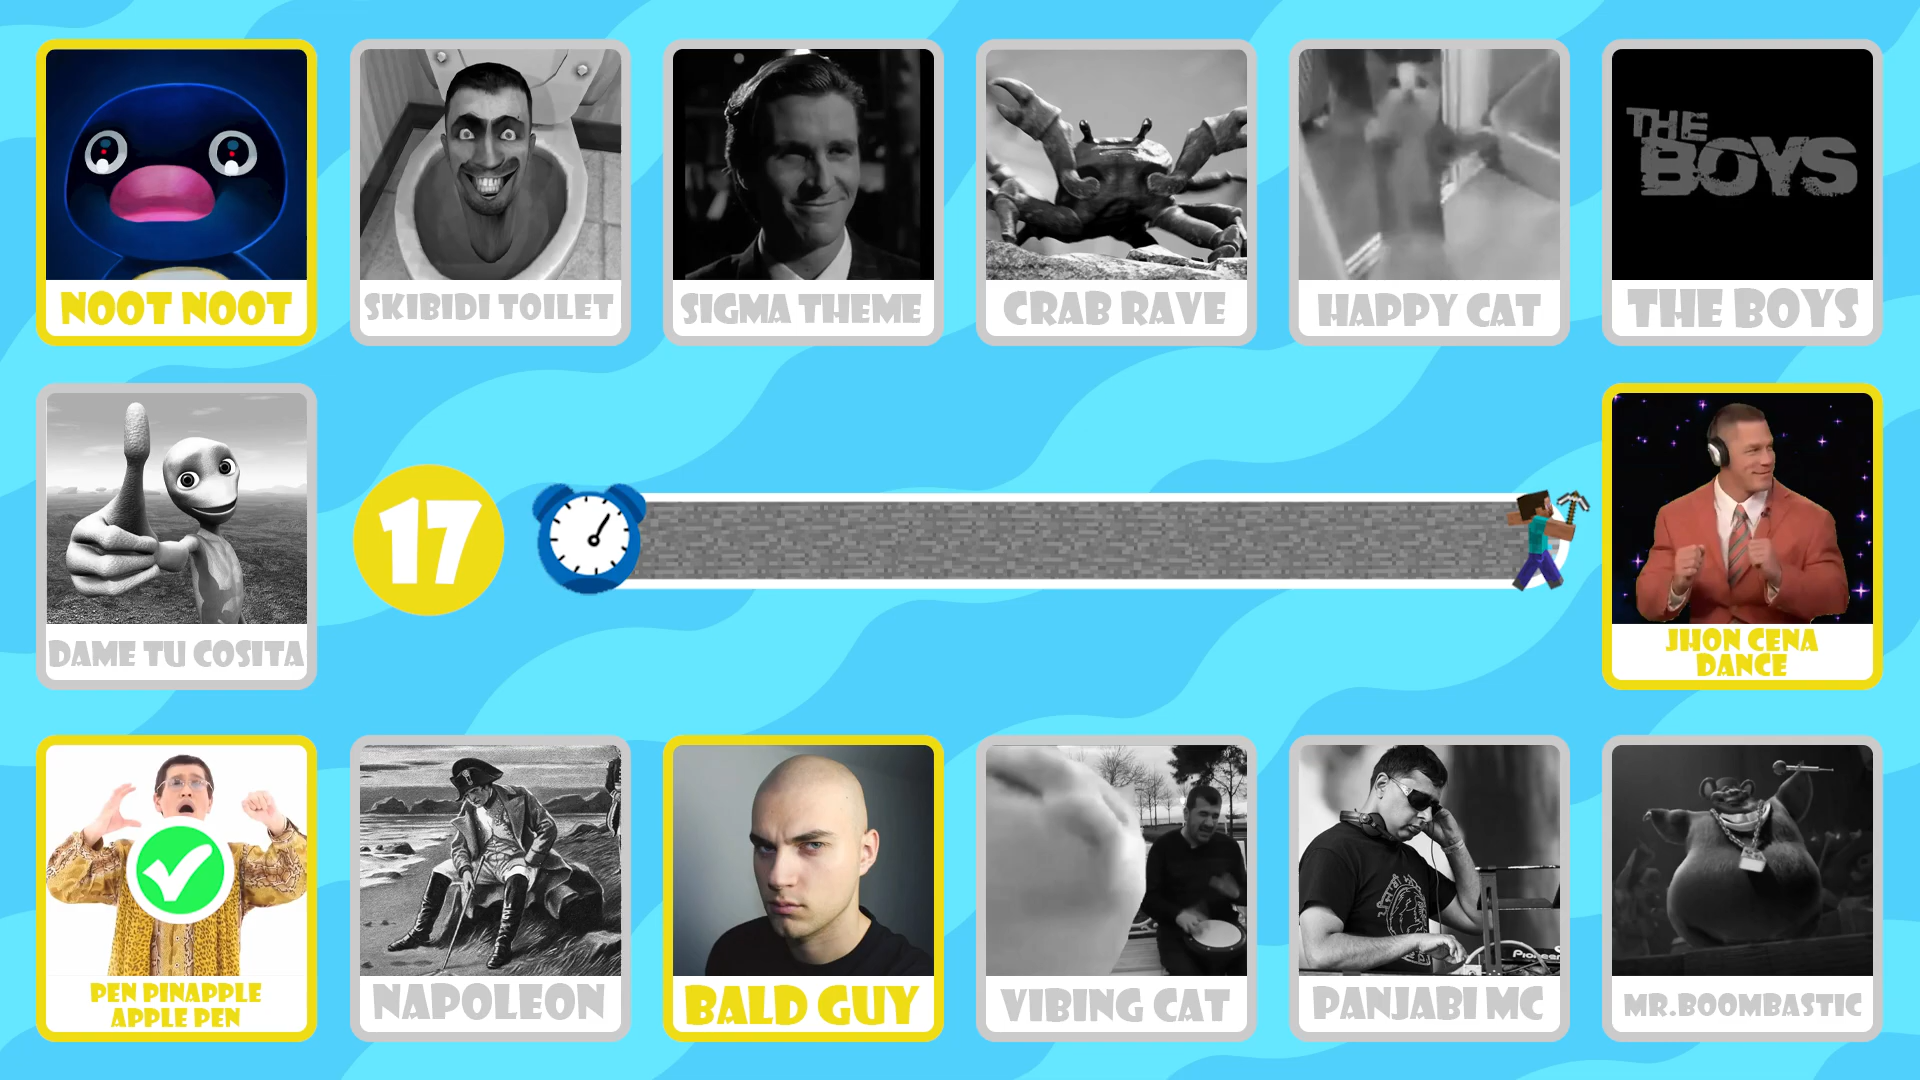 NOOT NOOT
SKIBIDI TOILET
SIGMA THEME
CRAB RAVE
HAPPY CAT
THE
BOYS
THE BOYS
DAME TU COSITA
17
JHON CENA
DANCE
PEN PINAPPLE
APPLE PEN
NAPOLEON
BALD GUY
VIBING CAT
Pioneer
PANJABI MC
MR.BOOMBASTIC